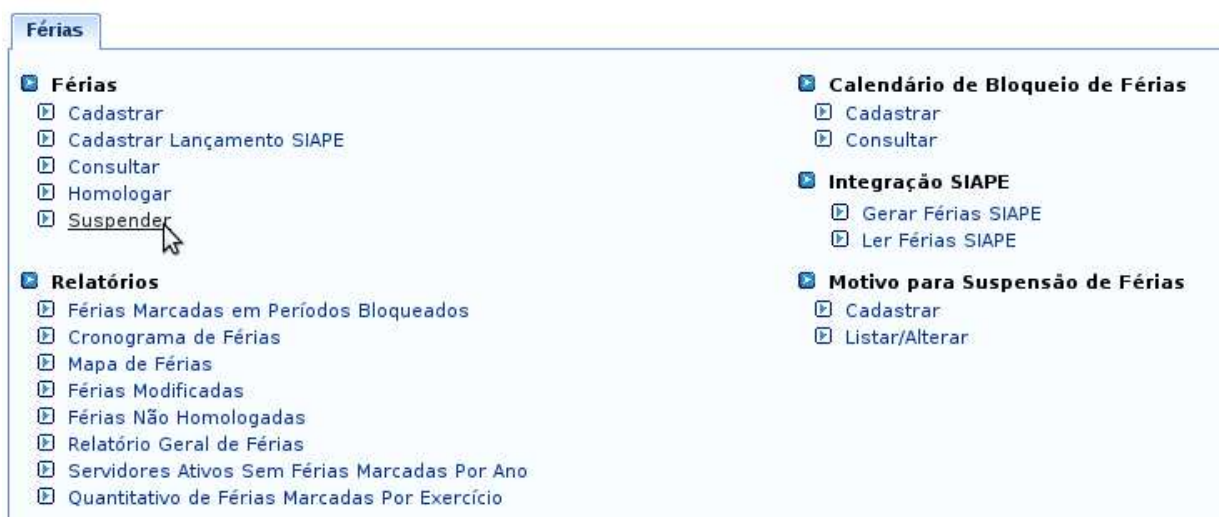 Férias
Férias
Cadastrar
Cadastrar Lançamento SIAPE
Consultar
Homologar
Suspender
Relatórios
Férias Marcadas em Períodos Bloqueados
Cronograma de Férias
Mapa de Férias
Férias Modificadas
Férias Não Homologadas
Relatório Geral de Férias
Servidores Ativos Sem Férias Marcadas Por Ano
Quantitativo de Férias Marcadas Por Exercício
Calendário de Bloqueio de Férias
Cadastrar
Consultar
Integração SIAPE
Gerar Férias SIAPE
Ler Férias SIAPE
Motivo para Suspensão de Férias
Cadastrar
Listar/Alterar